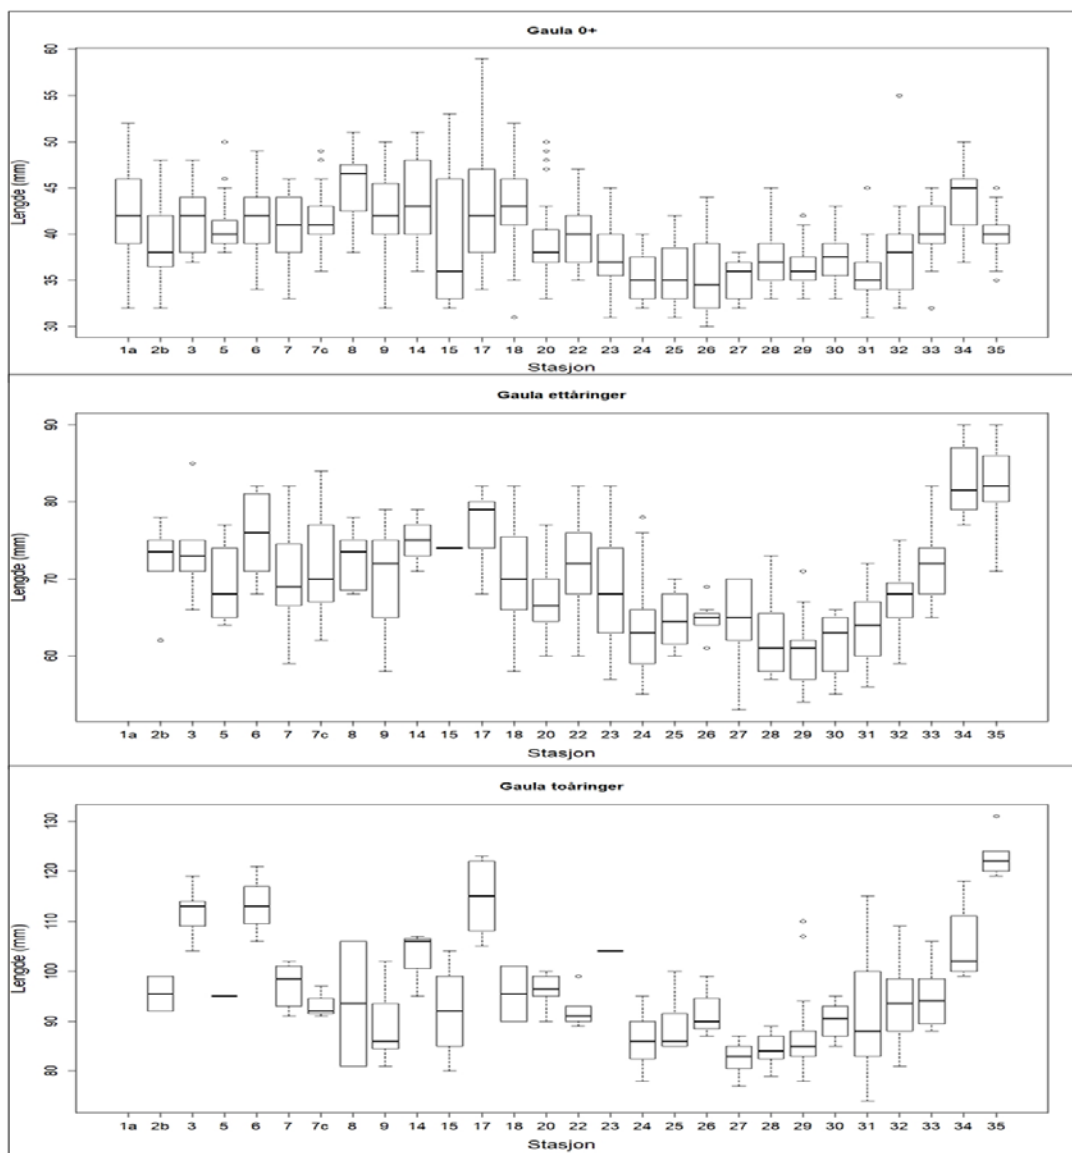 Gaula 0+
Lengde (mm)
60
55
50
45
40
35
30
1a 2b 3 5 6 7 7c 8 9 14 15 17 18 20 22 23 24 25 26 27 28 29 30 31 32 33 34 35
Stasjon
Gaula ettåringer
Lengde (mm)
90
80
70
60
1a 2b 3 5 6 7 7c 8 9 14 15 17 18 20 22 23 24 25 26 27 28 29 30 31 32 33 34 35
Stasjon
Gaula toåringer
Lengde (mm)
130
120
110
100
90
80
1a 2b 3 5 6 7 7c 8 9 14 15 17 18 20 22 23 24 25 26 27 28 29 30 31 32 33 34 35
Stasjon